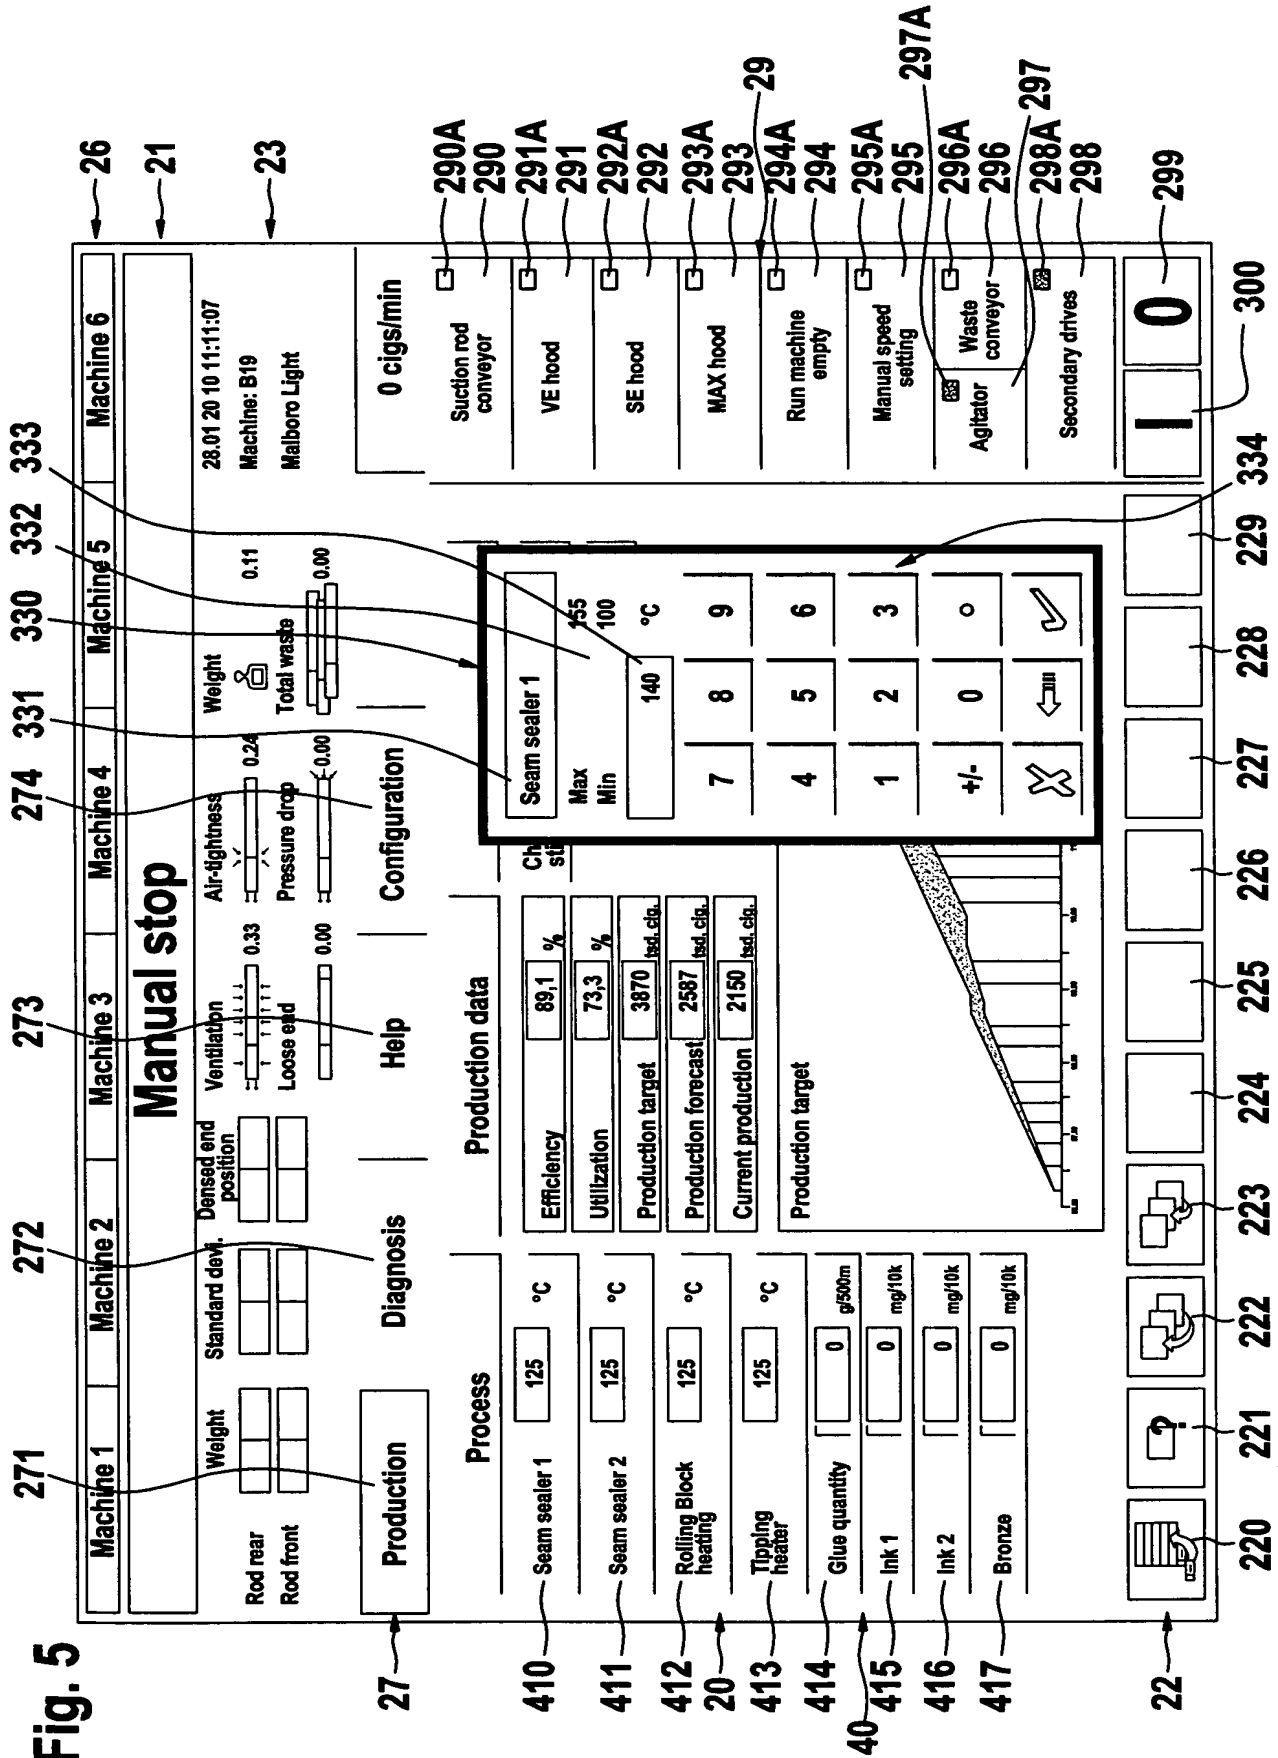 Fig. 5
271
272
273
274
331
330
332
333
26
21
23
Machine 1
Machine 2
Machine 3
Machine 4
Machine 5
Machine 6
Manual stop
Weight
Standard devi.
Densed end
position
Ventilation
0.33
Air-tightness
0.24
Weight
0.11
28.01 20 10 11:11:07
Rod rear
Rod front
Loose end
0.00
Pressure drop
0.00
Total waste
0.00
Machine: B19
Malboro Light
27
Production
Diagnosis
Help
Configuration
0 cigs/min
Process
410
Seam sealer 1
125
°C
411
Seam sealer 2
125
°C
412
Rolling Block
heating
125
°C
20
413
Tipping
heater
125
°C
414
Glue quantity
0
g/500m
40
415
Ink 1
0
mg/10k
416
Ink 2
0
mg/10k
417
Bronze
0
mg/10k
Production data
Efficiency
89,1
%
Utilization
73,3
%
Production target
3870
tsd. cig.
Production forecast
2587
tsd. cig.
Current production
2150
tsd. cig.
Production target
Seam sealer 1
Max
155
Min
100
140
°C
7
8
9
4
5
6
1
2
3
+/-
0
334
Suction rod
conveyor
290A
290
VE hood
291A
291
SE hood
292A
292
MAX hood
293A
293
29
Run machine
empty
294A
294
Manual speed
setting
295A
295
Agitator
297A
297
Waste
conveyor
296A
296
Secondary drives
298A
298
I
0
299
300
?
22
220
221
222
223
224
225
226
227
228
229